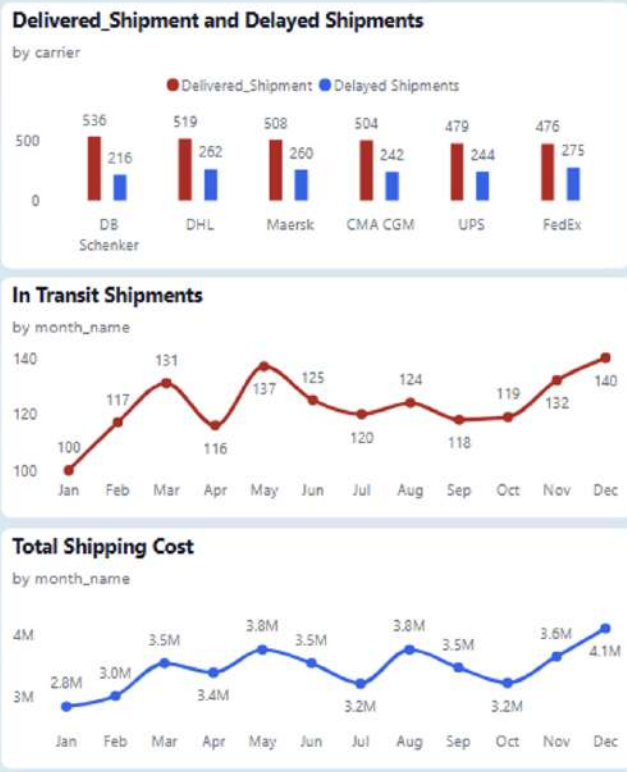 Delivered_Shipment and Delayed Shipments
by carrier
Delivered_Shipment Delayed Shipments
536 519 508 504 479 476
500
216 262 260 242 244 275
0
DB Schenker DHL Maersk CMA CGM UPS FedEx
In Transit Shipments
by month_name
140
120
100
100 117 131 116 137 125 120 124 118 119 132 140
Jan Feb Mar Apr May Jun Jul Aug Sep Oct Nov Dec
Total Shipping Cost
by month_name
4M
3M
2.8M 3.0M 3.5M 3.4M 3.8M 3.5M 3.2M 3.8M 3.5M 3.2M 3.6M 4.1M
Jan Feb Mar Apr May Jun Jul Aug Sep Oct Nov Dec